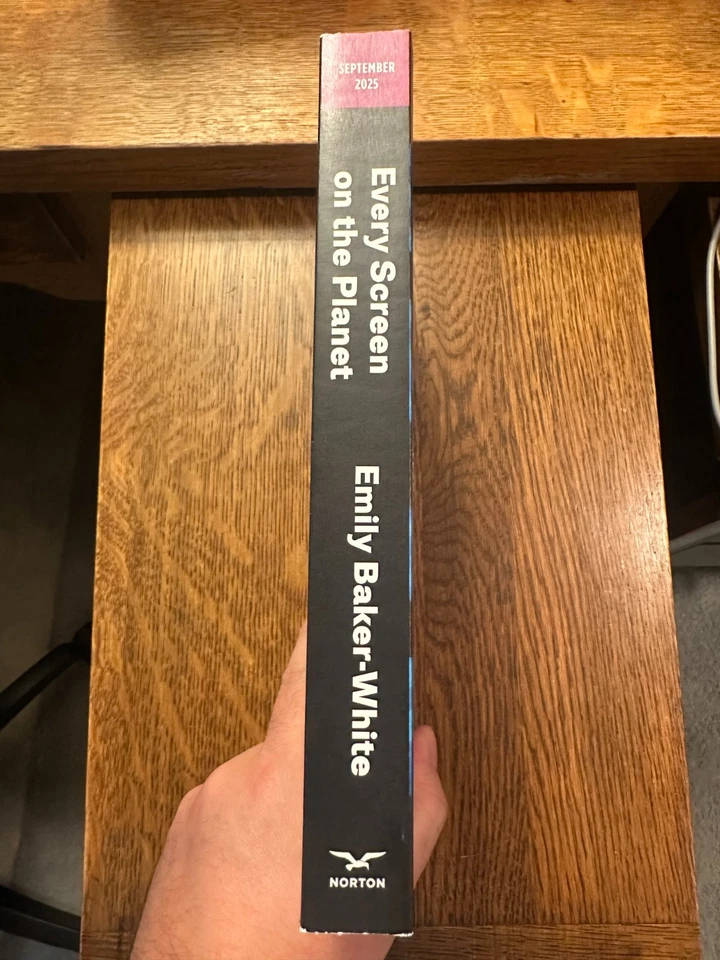 SEPTEMBER
2025
Every Screen
on the Planet
Emily Baker-White
NORTON